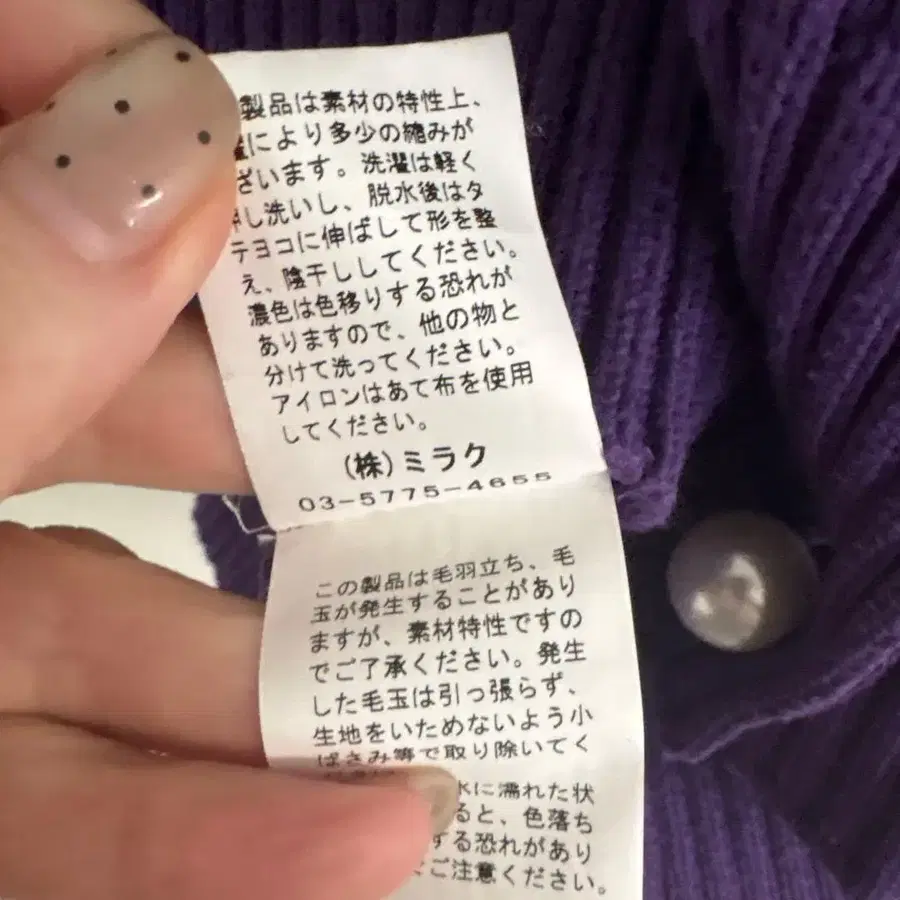 製品は素材の特性上、
により多少の縮みが
ざいます。洗濯は軽く
押し洗いし、脱水後はタ
テヨコに伸ばして形を整
え、陰干ししてください。
濃色は色移りする恐れが
ありますので、他の物と
分けて洗ってください。
アイロンはあて布を使用
してください。
(株)ミラク
03-5775-4655
この製品は毛羽立ち、毛
玉が発生することがあり
ますが、素材特性ですの
でご了承ください。発生
した毛玉は引っ張らず、
生地をいためないよう小
ばさみ等で取り除いてく
水に濡れた状
ると、色落ち
する恐れがあり
ご注意ください。